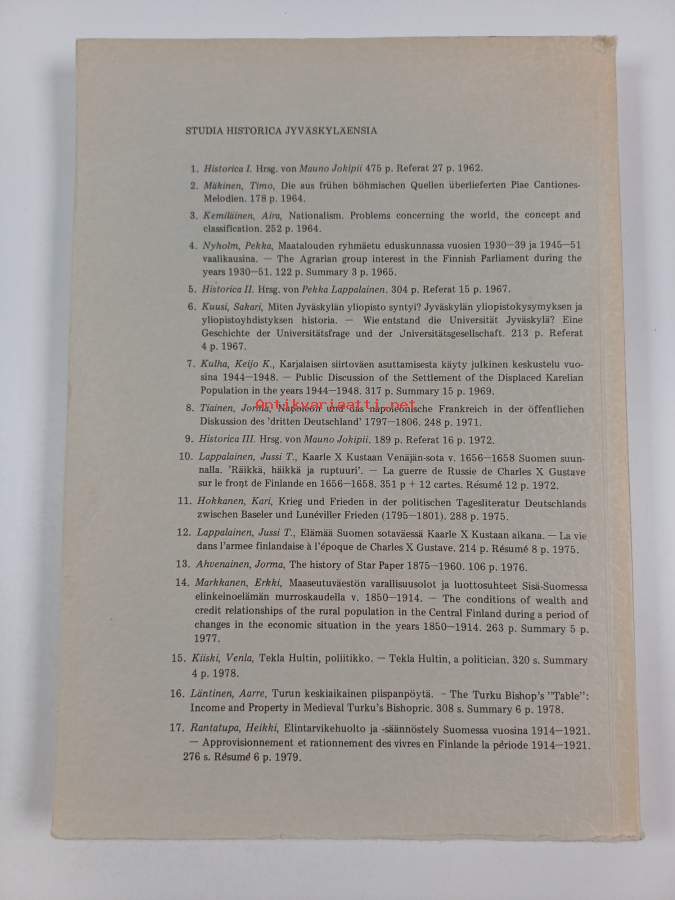 STUDIA HISTORICA JYVÄSKYLÄENSIA
1. Historica I. Hrsg. von Mauno Jokipii 475 p. Referat 27 p. 1962.
2. Mäkinen, Timo, Die aus frühen böhmischen Quellen überlieferten Piae Cantiones-
Melodien. 178 p. 1964.
3. Kemiläinen, Aira, Nationalism. Problems concerning the world, the concept and
classification. 252 p. 1964.
4. Nyholm, Pekka, Maatalouden ryhmäetu eduskunnassa vuosien 1930—39 ja 1945—51
vaalikausina. — The Agrarian group interest in the Finnish Parliament during the
years 1930—51. 122 p. Summary 3 p. 1965.
5. Historica II. Hrsg. von Pekka Lappalainen. 304 p. Referat 15 p. 1967.
6. Kuusi, Sakari, Miten Jyväskylän yliopisto syntyi? Jyväskylän yliopistokysymyksen ja
yliopistoyhdistyksen historia. — Wie entstand die Universität Jyväskylä? Eine
Geschichte der Universitätsfrage und der Jniversitätsgesellschaft. 213 p. Referat
4 p. 1967.
7. Kulha, Keijo K., Karjalaisen siirtoväen asuttamisesta käyty julkinen keskustelu vuo-
sina 1944—1948. — Public Discussion of the Settlement of the Displaced Karelian
Population in the years 1944—1948. 317 p. Summary 15 p. 1969.
Antikvariaatti.net
8. Tiainen, Jorma, Napoleon und das napoleonische Frankreich in der öffentlichen
Diskussion des 'dritten Deutschland' 1797—1806. 248 p. 1971.
9. Historica III. Hrsg. von Mauno Jokipii. 189 p. Referat 16 p. 1972.
10. Lappalainen, Jussi T., Kaarle X Kustaan Venäjän-sota v. 1656—1658 Suomen suun-
nalla. 'Räikkä, häikkä ja ruptuuri'. — La guerre de Russie de Charles X Gustave
sur le front de Finlande en 1656—1658. 351 p + 12 cartes. Résumé 12 p. 1972.
11. Hokkanen, Kari, Krieg und Frieden in der politischen Tagesliteratur Deutschlands
zwischen Baseler und Lunéviller Frieden (1795—1801). 288 p. 1975.
12. Lappalainen, Jussi T., Elämää Suomen sotaväessä Kaarle X Kustaan aikana. — La vie
dans l'armee finlandaise à l'époque de Charles X Gustave. 214 p. Résumé 8 p. 1975.
13. Ahvenainen, Jorma, The history of Star Paper 1875—1960. 106 p. 1976.
14. Markkanen, Erkki, Maaseutuväestön varallisuusolot ja luottosuhteet Sisä-Suomessa
elinkeinoelämän murroskaudella v. 1850—1914. — The conditions of wealth and
credit relationships of the rural population in the Central Finland during a period of
changes in the economic situation in the years 1850—1914. 263 p. Summary 5 p.
1977.
15. Kiiski, Venla, Tekla Hultin, poliitikko. — Tekla Hultin, a politician. 320 s. Summary
4 p. 1978.
16. Läntinen, Aarre, Turun keskiaikainen piispanpöytä. - The Turku Bishop's "Table":
Income and Property in Medieval Turku's Bishopric. 308 s. Summary 6 p. 1978.
17. Rantatupa, Heikki, Elintarvikehuolto ja -säännöstely Suomessa vuosina 1914—1921.
— Approvisionnement et rationnement des vivres en Finlande la période 1914—1921.
276 s. Résumé 6 p. 1979.